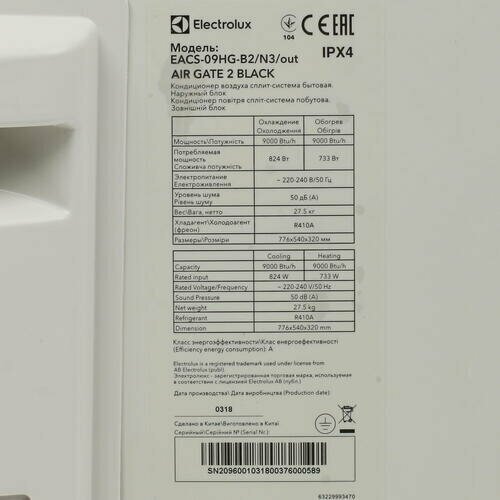 Electrolux CE EAC
104
Модель: IPX4
EACS-09HG-B2/N3/out
AIR GATE 2 BLACK
Кондиционер воздуха сплит-система бытовая.
Наружный блок
Кондиціонер повітря спліт-система побутова.
Зовнішній блок
Охлаждение Обогрев
Охолодження Обігрів
Мощность\Потужність 9000 Btu/h 9000 Btu/h
Потребляемая
мощность 824 Вт 733 Вт
Споживча потужність
Электропитание ~ 220-240 В/50 Гц
Електроживлення
Уровень шума 50 дБ (А)
Рівень шуму
Вес\Вага, нетто 27.5 кг
Хладагент\Холодоагент R410A
(фреон)
Размеры\Розміри 776х540х320 мм
Cooling Heating
Capacity 9000 Btu/h 9000 Btu/h
Rated input 824 W 733 W
Rated Voltage/Frequency ~ 220-240 V/50 Hz
Sound Pressure 50 dB (A)
Net weight 27.5 kg
Refrigerant R410A
Dimension 776х540х320 mm
Класс энергоэффективности\Клас енергоефективності
(Efficiency energy consumption): A
Electrolux is a registered trademark used under license from
AB Electrolux (publ).
Электролюкс - зарегистрированная торговая марка, используемая
в соответствии с лицензией Electrolux AB (публ.).
Дата производства\ Дата виробництва (Production date):
0318
Сделано в Китае\Виготовлено в Китаї
Серийный\Серійний № (Serial No.):
SN2096001031800376000589
63229993470